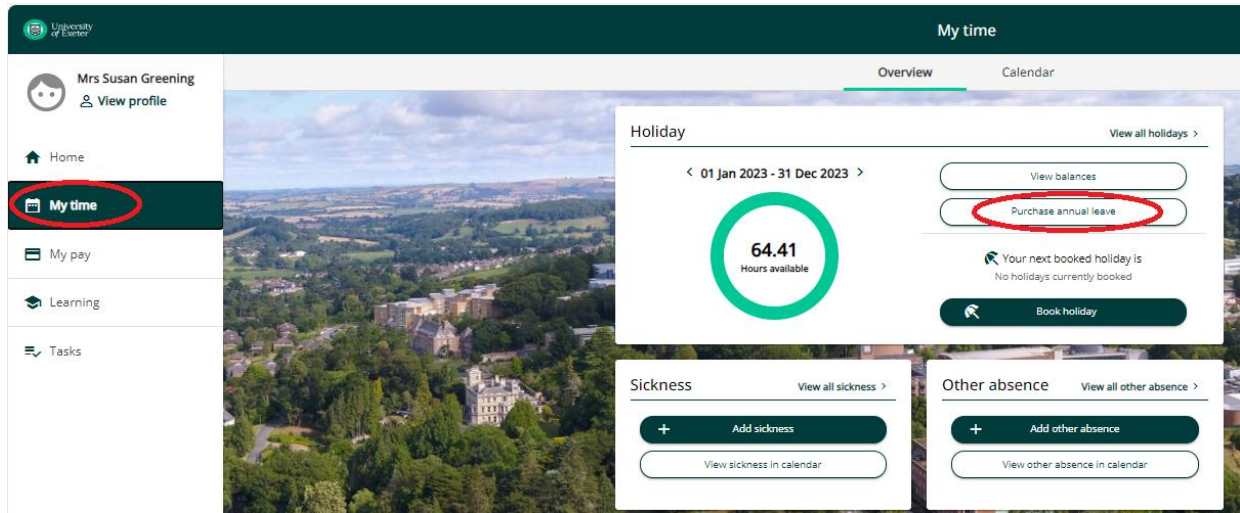 University
of Exeter
My time
Mrs Susan Greening
View profile
Home
My time
My pay
Learning
Tasks
Overview
Calendar
Holiday
View all holidays >
< 01 Jan 2023 - 31 Dec 2023 >
64.41
Hours available
View balances
Purchase annual leave
Your next booked holiday is
No holidays currently booked
Book holiday
Sickness
View all sickness >
+ Add sickness
View sickness in calendar
Other absence
View all other absence >
+ Add other absence
View other absence in calendar